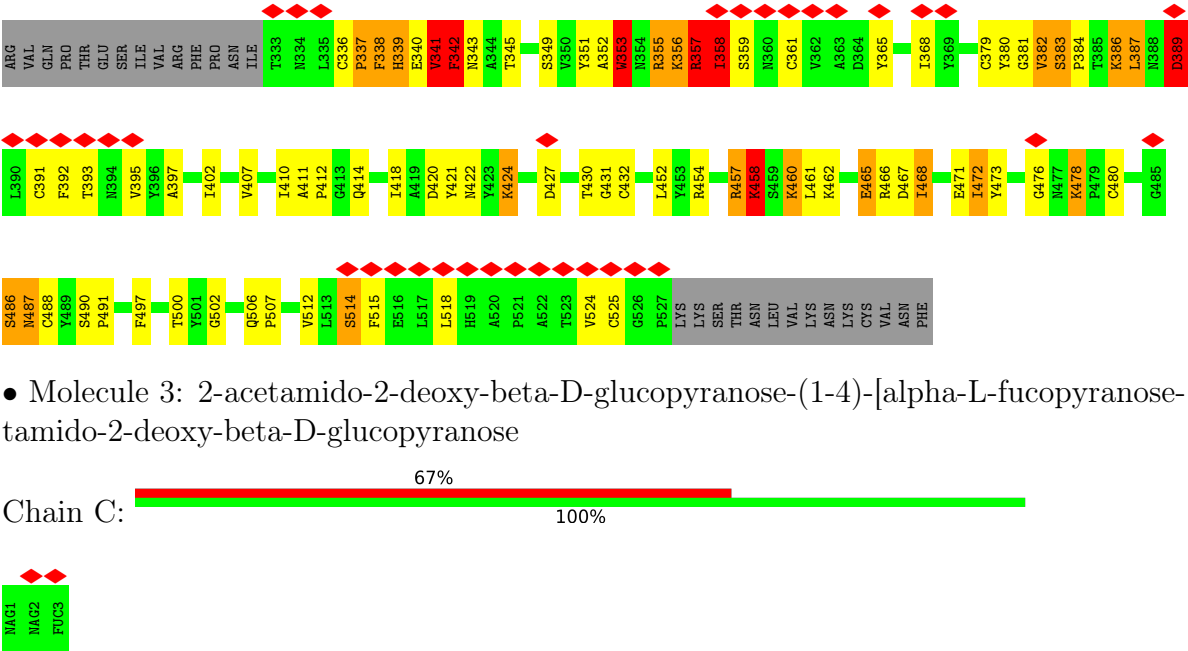 ARG VAL GLN PRO THR GLU SER ILE VAL ARG PHE PRO ASN ILE T333 N334 L335 C336 P337 F338 H339 E340 V341 F342 N343 A344 T345 S349 V350 Y351 A352 W353 N354 R355 K356 R357 I358 S359 N360 C361 V362 A363 D364 Y365 I368 Y369 C379 Y380 G381 V382 S383 P384 T385 K386 L387 N388 D389
L390 C391 F392 T393 N394 V395 Y396 A397 I402 V407 I410 A411 P412 G413 Q414 I418 A419 D420 Y421 N422 Y423 K424 D427 T430 G431 C432 L452 Y453 R454 R457 K458 S459 K460 L461 K462 E465 R466 D467 I468 E471 I472 Y473 G476 N477 K478 P479 C480 G485
S486 N487 C488 Y489 S490 P491 F497 T500 Y501 G502 Q506 P507 V512 L513 S514 F515 E516 L517 L518 H519 A520 P521 A522 T523 V524 C525 G526 P527 LYS LYS SER THR ASN LEU VAL LYS ASN LYS CYS VAL ASN PHE
• Molecule 3: 2-acetamido-2-deoxy-beta-D-glucopyranose-(1-4)-[alpha-L-fucopyranose-
tamido-2-deoxy-beta-D-glucopyranose
67%
Chain C:
100%
NAG1 NAG2 FUC3